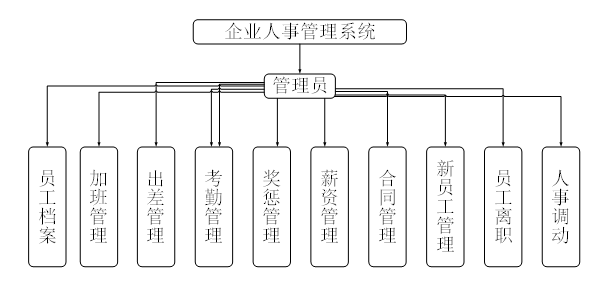 企业人事管理系统
管理员
员工档案
加班管理
出差管理
考勤管理
奖惩管理
薪资管理
合同管理
新员工管理
员工离职
人事调动